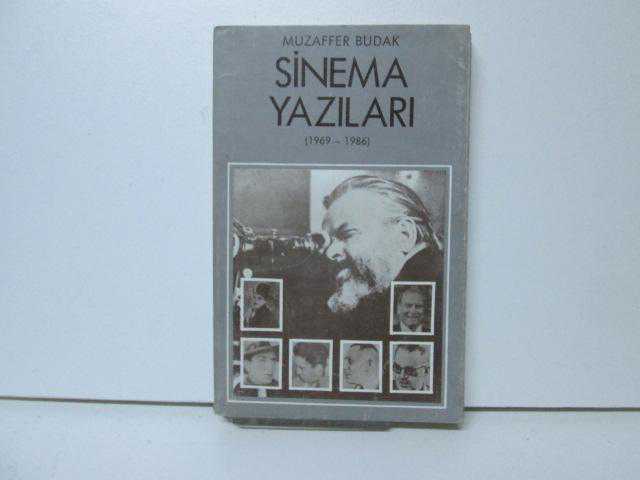 MUZAFFER BUDAK
SİNEMA
YAZILARI
(1969 - 1986)